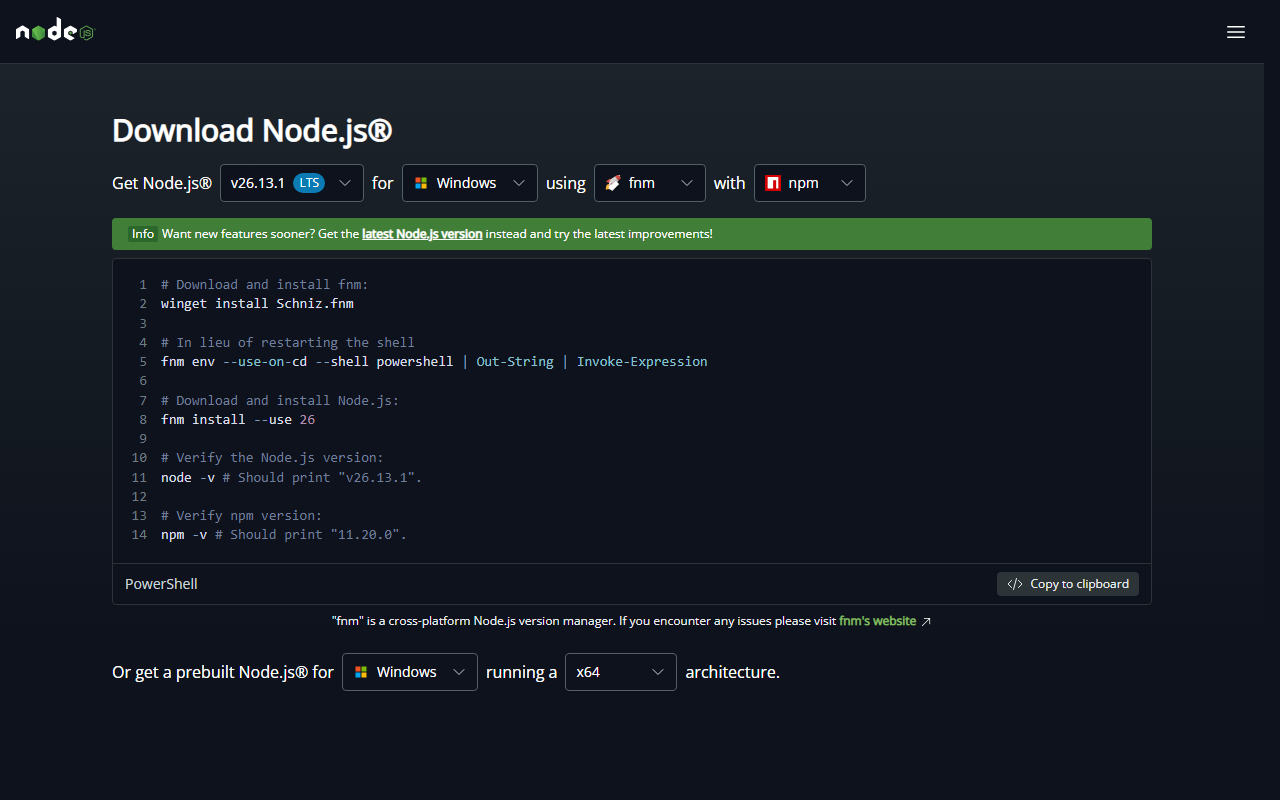 node JS
Download Node.js®
Get Node.js® v26.13.1 LTS for Windows using fnm with npm
Info Want new features sooner? Get the latest Node.js version instead and try the latest improvements!
1 # Download and install fnm:
2 winget install Schniz.fnm
3
4 # In lieu of restarting the shell
5 fnm env --use-on-cd --shell powershell | Out-String | Invoke-Expression
6
7 # Download and install Node.js:
8 fnm install --use 26
9
10 # Verify the Node.js version:
11 node -v # Should print "v26.13.1".
12
13 # Verify npm version:
14 npm -v # Should print "11.20.0".
PowerShell </> Copy to clipboard
"fnm" is a cross-platform Node.js version manager. If you encounter any issues please visit fnm's website ↗
Or get a prebuilt Node.js® for Windows running a x64 architecture.